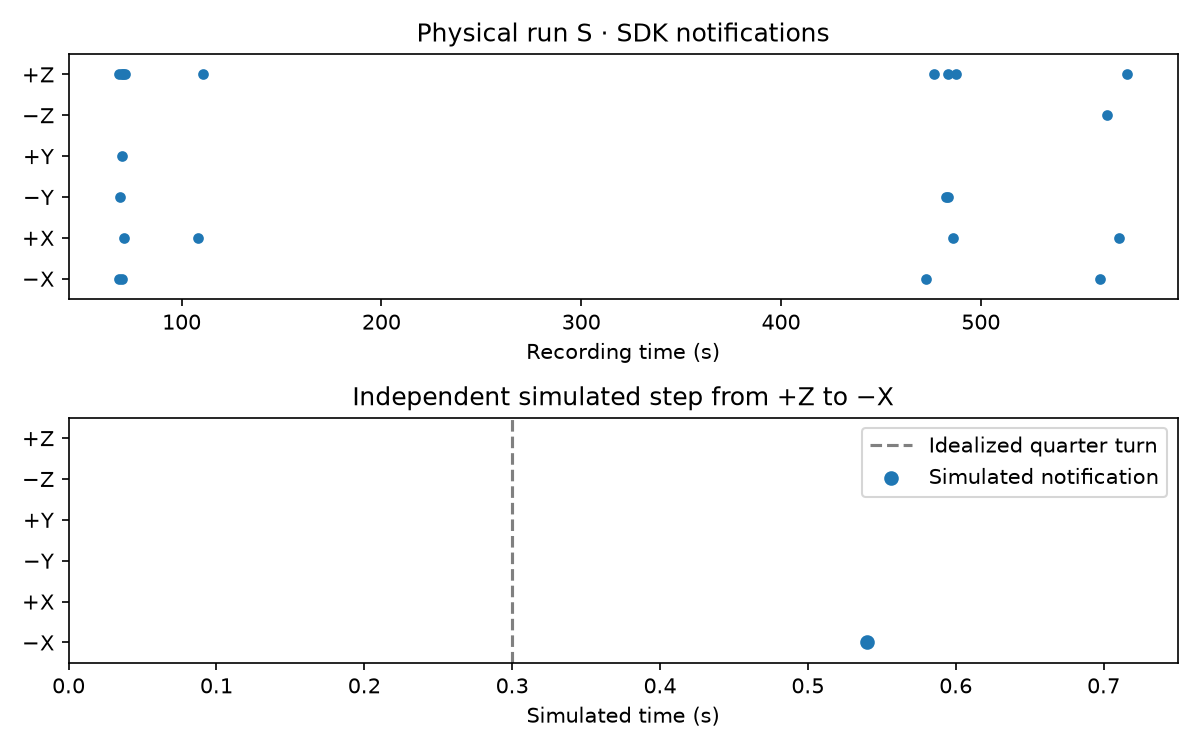 Physical run S · SDK notifications
+Z
−Z
+Y
−Y
+X
−X
100 200 300 400 500
Recording time (s)
Independent simulated step from +Z to −X
+Z
−Z
+Y
−Y
+X
−X
Idealized quarter turn
Simulated notification
0.0 0.1 0.2 0.3 0.4 0.5 0.6 0.7
Simulated time (s)